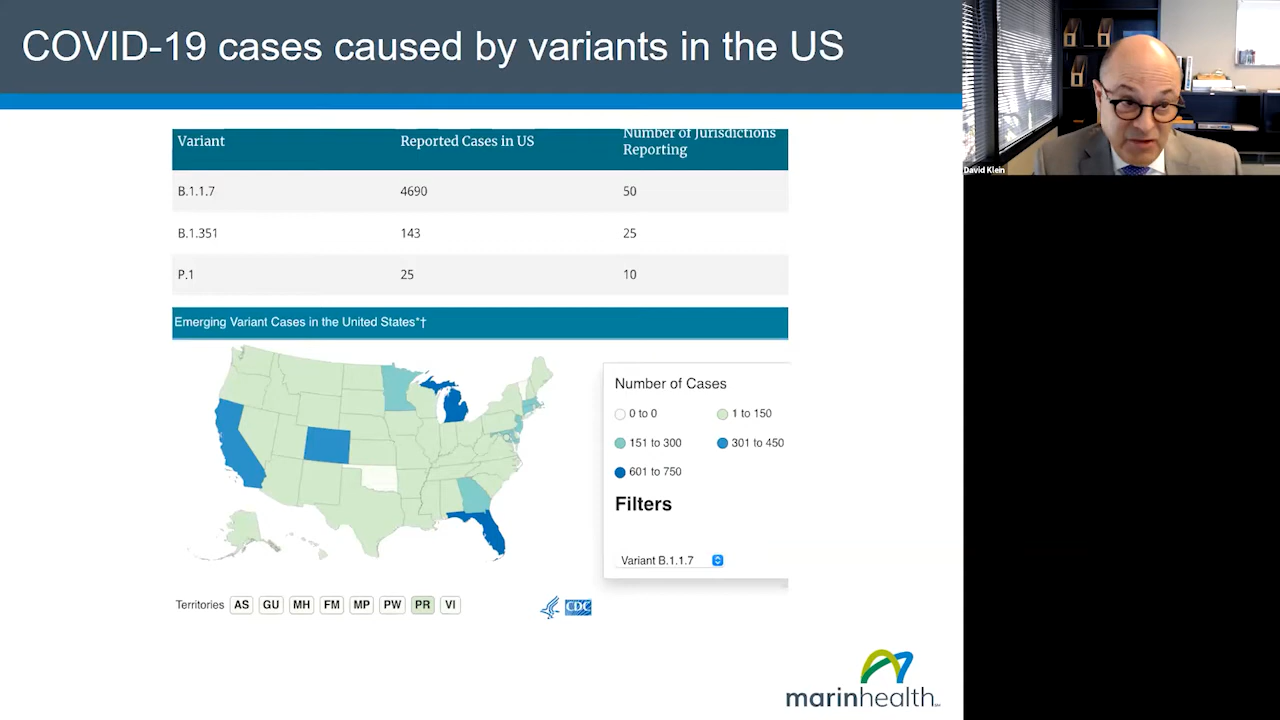 COVID-19 cases caused by variants in the US
Variant Reported Cases in US Number of Jurisdictions Reporting
B.1.1.7 4690 50
B.1.351 143 25
P.1 25 10
Emerging Variant Cases in the United States*†
Number of Cases
0 to 0 1 to 150
151 to 300 301 to 450
601 to 750
Filters
Variant B.1.1.7
Territories AS GU MH FM MP PW PR VI
CDC
marinhealth
David Klein